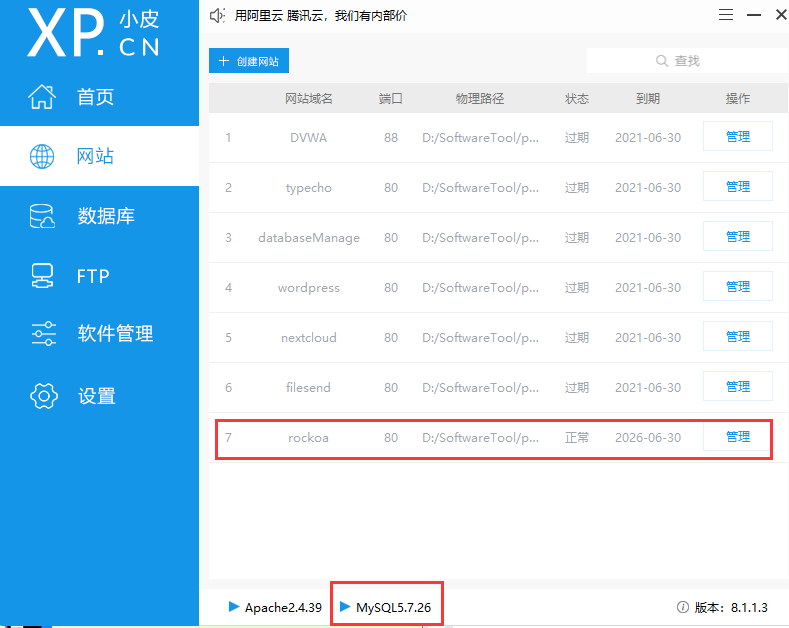 XP.CN 小皮
用阿里云 腾讯云，我们有内部价
首页
网站
数据库
FTP
软件管理
设置
创建网站
查找
网站域名 端口 物理路径 状态 到期 操作
1 DVWA 88 D:/SoftwareTool/p... 过期 2021-06-30 管理
2 typecho 80 D:/SoftwareTool/p... 过期 2021-06-30 管理
3 databaseManage 80 D:/SoftwareTool/p... 过期 2021-06-30 管理
4 wordpress 80 D:/SoftwareTool/p... 过期 2021-06-30 管理
5 nextcloud 80 D:/SoftwareTool/p... 过期 2021-06-30 管理
6 filesend 80 D:/SoftwareTool/p... 过期 2021-06-30 管理
7 rockoa 80 D:/SoftwareTool/p... 正常 2026-06-30 管理
Apache2.4.39 MySQL5.7.26 版本：8.1.1.3